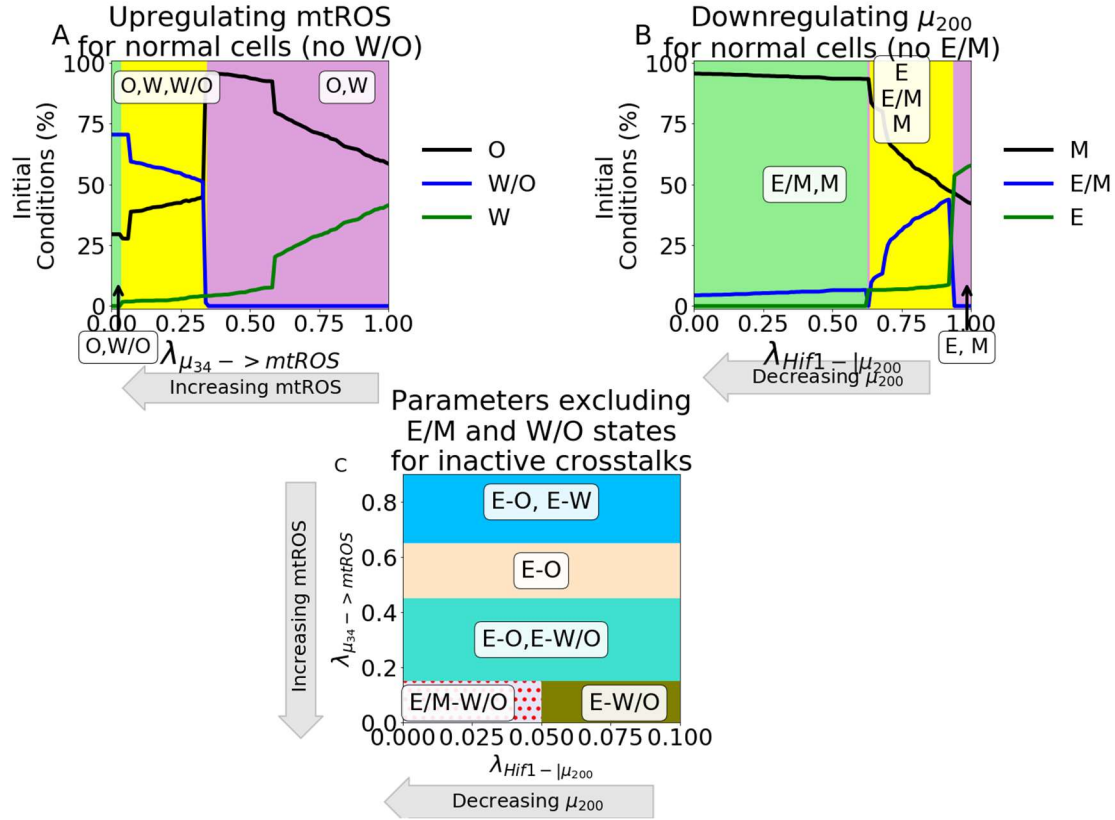 Upregulating mtROS
for normal cells (no W/O)
A
Initial
Conditions (%)
100
75
50
25
0
O,W,W/O
O,W
O
W/O
W
0.00 0.25 0.50 0.75 1.00
O,W/O
λμ34−>mtROS
Increasing mtROS
Downregulating μ200
for normal cells (no E/M)
B
Initial
Conditions (%)
100
75
50
25
0
E
E/M
M
E/M,M
M
E/M
E
0.00 0.25 0.50 0.75 1.00
E, M
λHif1−|μ200
Decreasing μ200
Parameters excluding
E/M and W/O states
for inactive crosstalks
C
Increasing mtROS
λμ34−>mtROS
0.8
0.6
0.4
0.2
0.0
E-O, E-W
E-O
E-O,E-W/O
E/M-W/O
E-W/O
0.000 0.025 0.050 0.075 0.100
λHif1−|μ200
Decreasing μ200